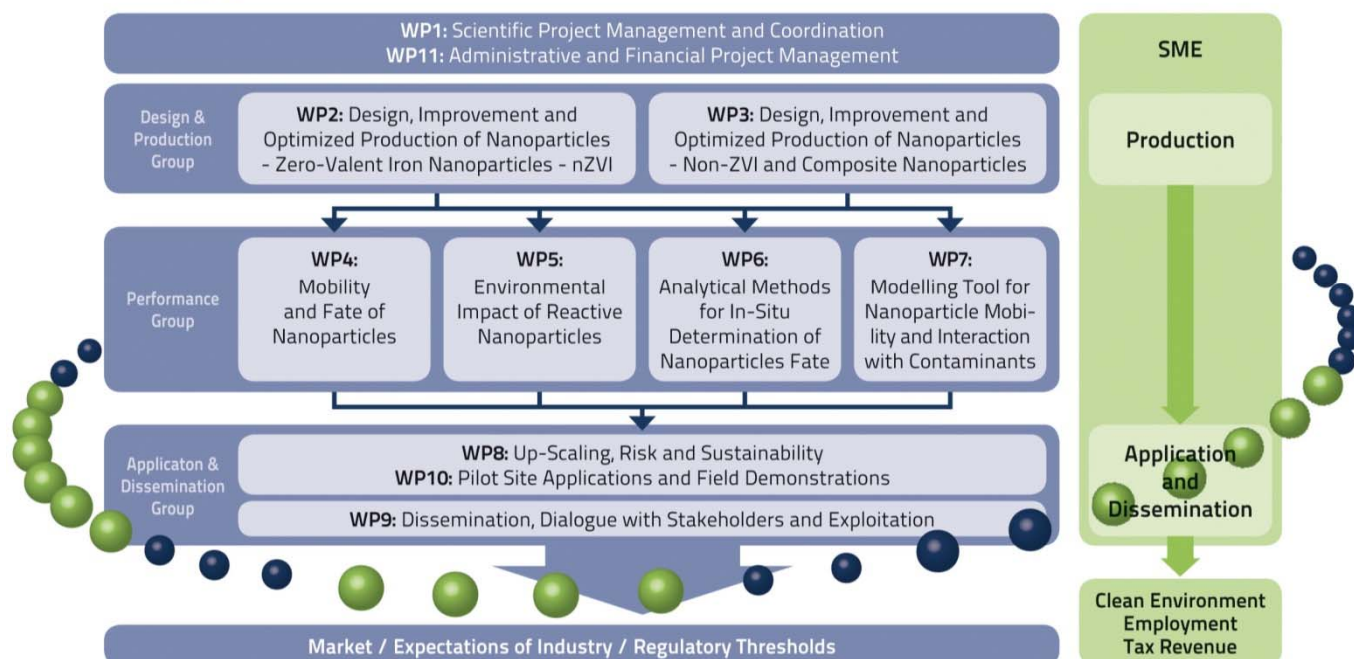 WP1: Scientific Project Management and Coordination
WP11: Administrative and Financial Project Management
Design &
Production
Group
WP2: Design, Improvement and
Optimized Production of Nanoparticles
- Zero-Valent Iron Nanoparticles - nZVI
WP3: Design, Improvement and
Optimized Production of Nanoparticles
- Non-ZVI and Composite Nanoparticles
Performance
Group
WP4:
Mobility
and Fate of
Nanoparticles
WP5:
Environmental
Impact of Reactive
Nanoparticles
WP6:
Analytical Methods
for In-Situ
Determination of
Nanoparticles Fate
WP7:
Modelling Tool for
Nanoparticle Mobi-
lity and Interaction
with Contaminants
Applicaton &
Dissemination
Group
WP8: Up-Scaling, Risk and Sustainability
WP10: Pilot Site Applications and Field Demonstrations
WP9: Dissemination, Dialogue with Stakeholders and Exploitation
Market / Expectations of Industry / Regulatory Thresholds
SME
Production
Application
and
Dissemination
Clean Environment
Employment
Tax Revenue